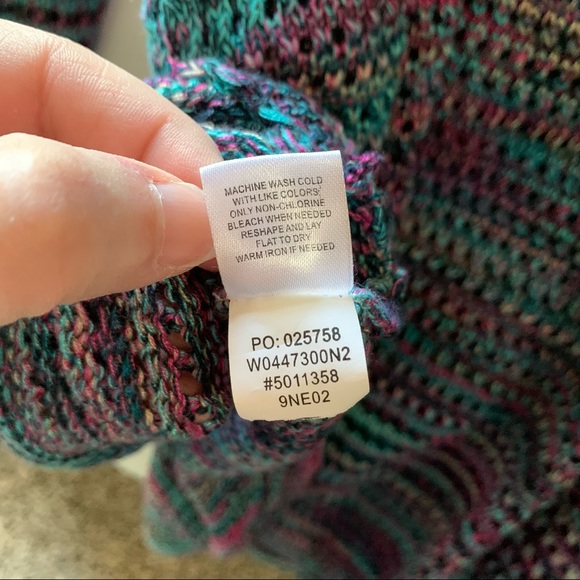 MACHINE WASH COLD
WITH LIKE COLORS;
ONLY NON-CHLORINE
BLEACH WHEN NEEDED
RESHAPE AND LAY
FLAT TO DRY
WARM IRON IF NEEDED
PO: 025758
W0447300N2
#5011358
9NE02